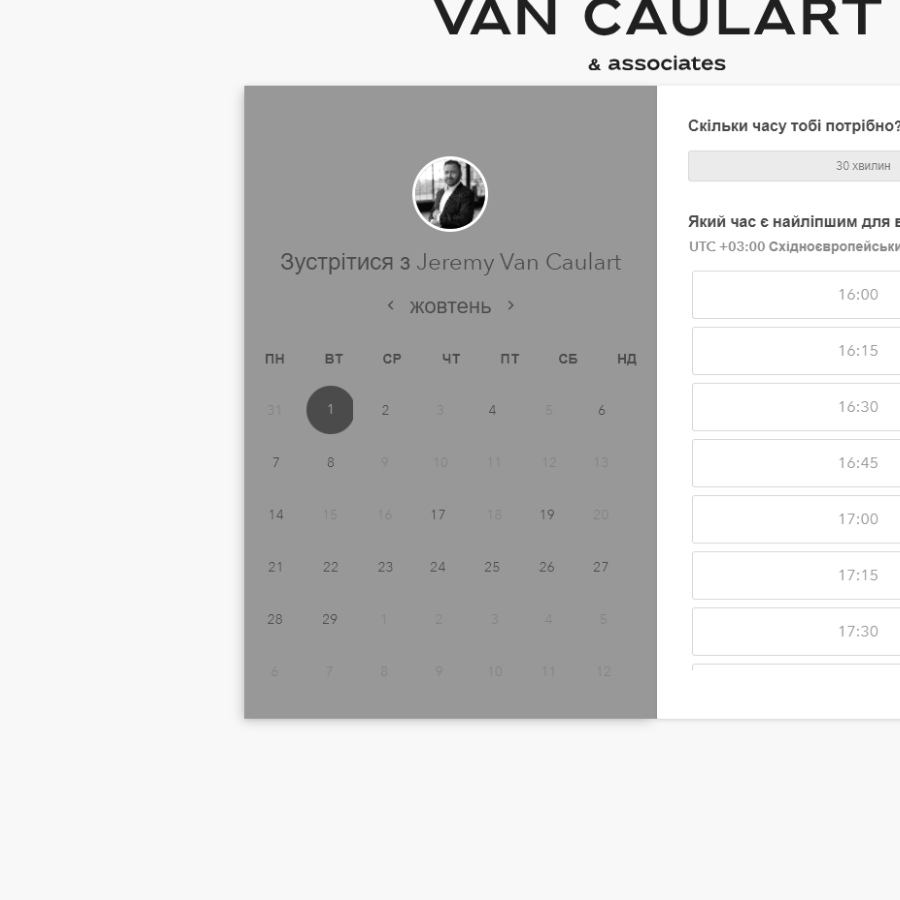 VAN CAULART
& associates
Зустрітися з Jeremy Van Caulart
жовтень
ПН ВТ СР ЧТ ПТ СБ НД
31 1 2 3 4 5 6
7 8 9 10 11 12 13
14 15 16 17 18 19 20
21 22 23 24 25 26 27
28 29 1 2 3 4 5
6 7 8 9 10 11 12
Скільки часу тобі потрібно?
30 хвилин
Який час є найліпшим для
UTC +03:00
16:00
16:15
16:30
16:45
17:00
17:15
17:30